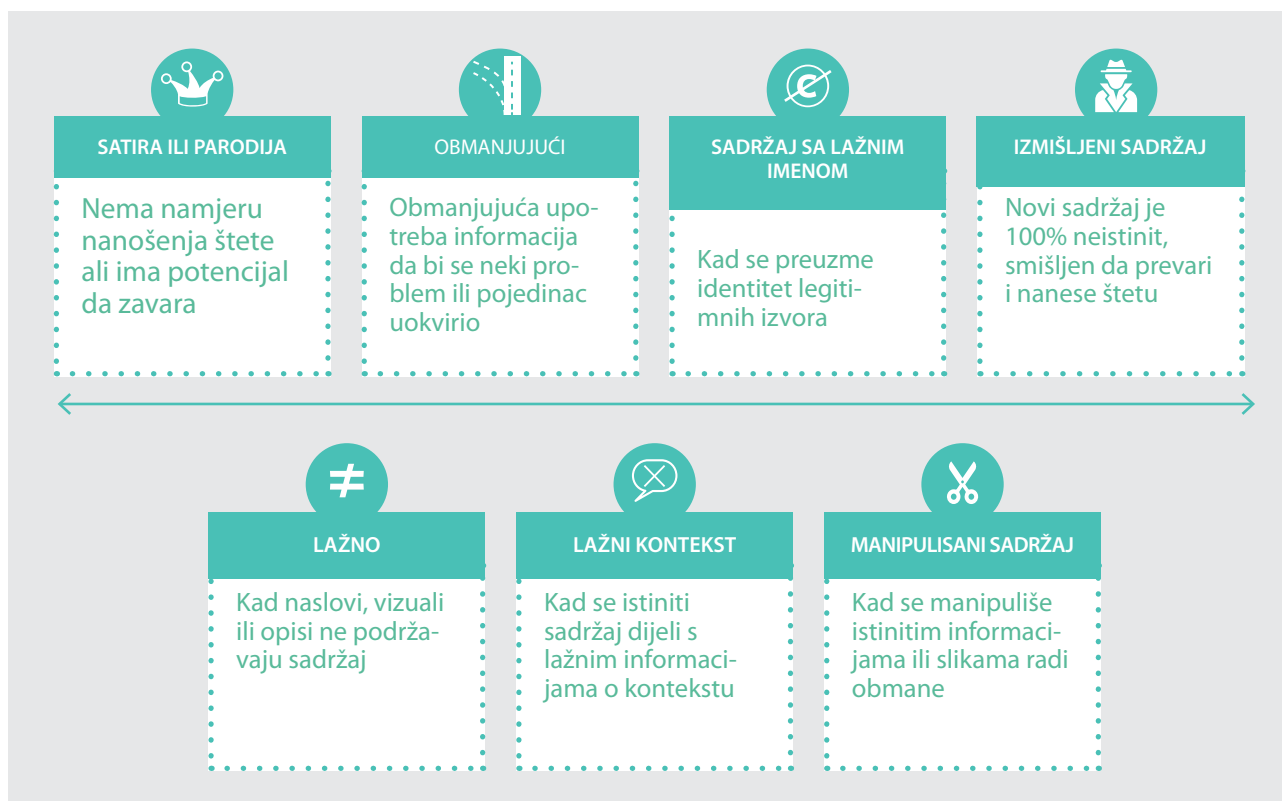 SATIRA ILI PARODIJA
Nema namjeru
nanošenja štete
ali ima potencijal
da zavara
OBMANJUJUĆI
Obmanjujuća upo-
treba informacija
da bi se neki pro-
blem ili pojedinac
uokvirio
SADRŽAJ SA LAŽNIM
IMENOM
Kad se preuzme
identitet legiti-
mnih izvora
IZMIŠLJENI SADRŽAJ
Novi sadržaj je
100% neistinit,
smišljen da prevari
i nanese štetu
LAŽNO
Kad naslovi, vizuali
ili opisi ne podrža-
vaju sadržaj
LAŽNI KONTEKST
Kad se istiniti
sadržaj dijeli s
lažnim informaci-
jama o kontekstu
MANIPULISANI SADRŽAJ
Kad se manipuliše
istinitim informaci-
jama ili slikama radi
obmane